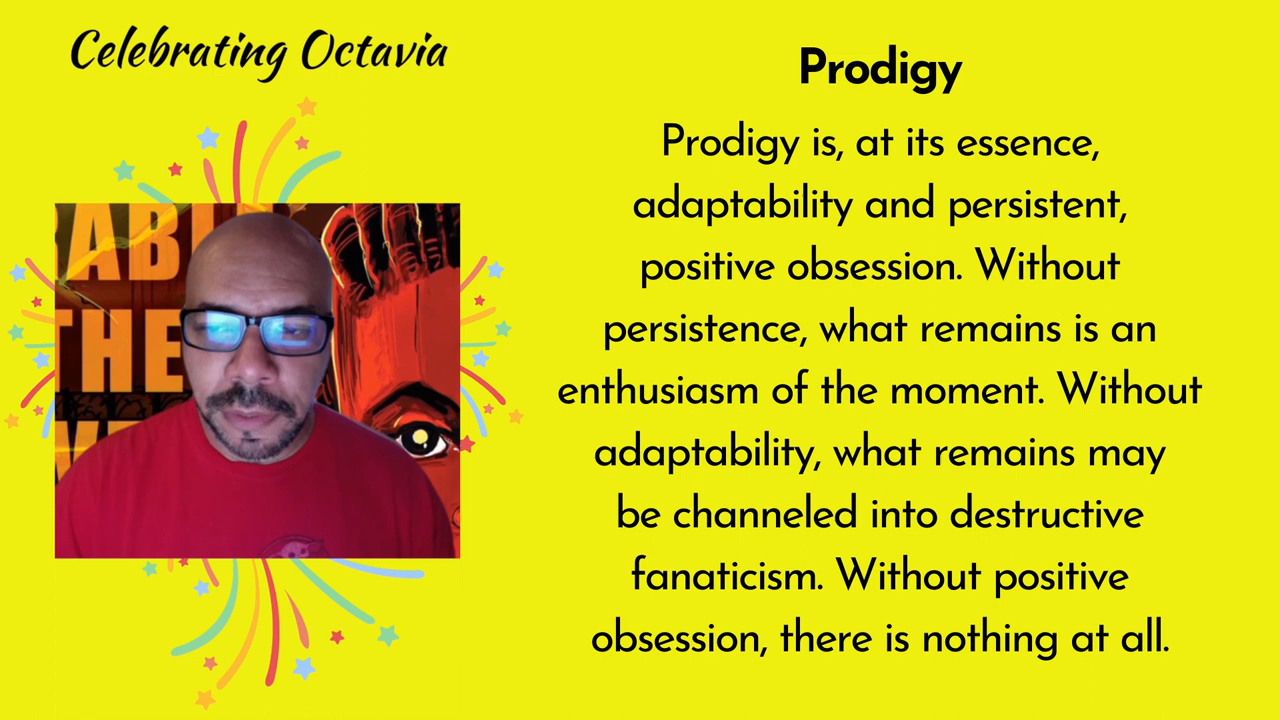 Celebrating Octavia
Prodigy
Prodigy is, at its essence,
adaptability and persistent,
positive obsession. Without
persistence, what remains is an
enthusiasm of the moment. Without
adaptability, what remains may
be channeled into destructive
fanaticism. Without positive
obsession, there is nothing at all.
ABL
THE